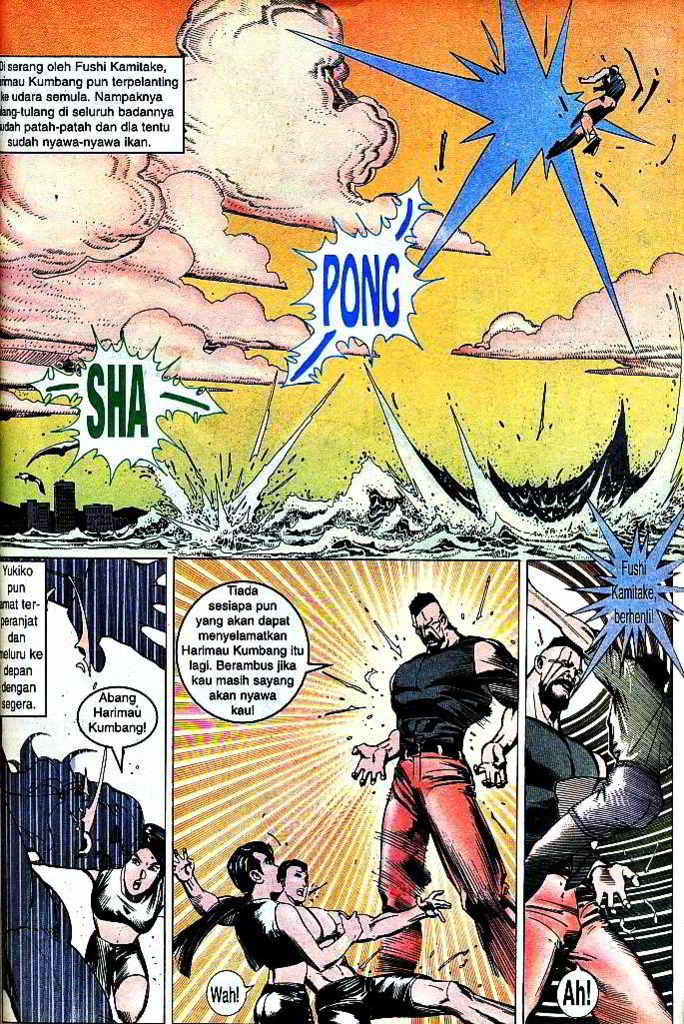 Di serang oleh Fushi Kamitake,
Harimau Kumbang pun terpelanting
ke udara semula. Nampaknya
tulang-tulang di seluruh badannya
sudah patah-patah dan dia tentu
sudah nyawa-nyawa ikan.
PONG
SHA
Yukiko
pun
amat ter-
peranjat
dan
meluru ke
depan
dengan
segera.
Abang
Harimau
Kumbang!
Tiada
sesiapa pun
yang akan dapat
menyelamatkan
Harimau Kumbang itu
lagi. Berambus jika
kau masih sayang
akan nyawa
kau!
Wah!
Fushi
Kamitake,
berhenti!
Ah!